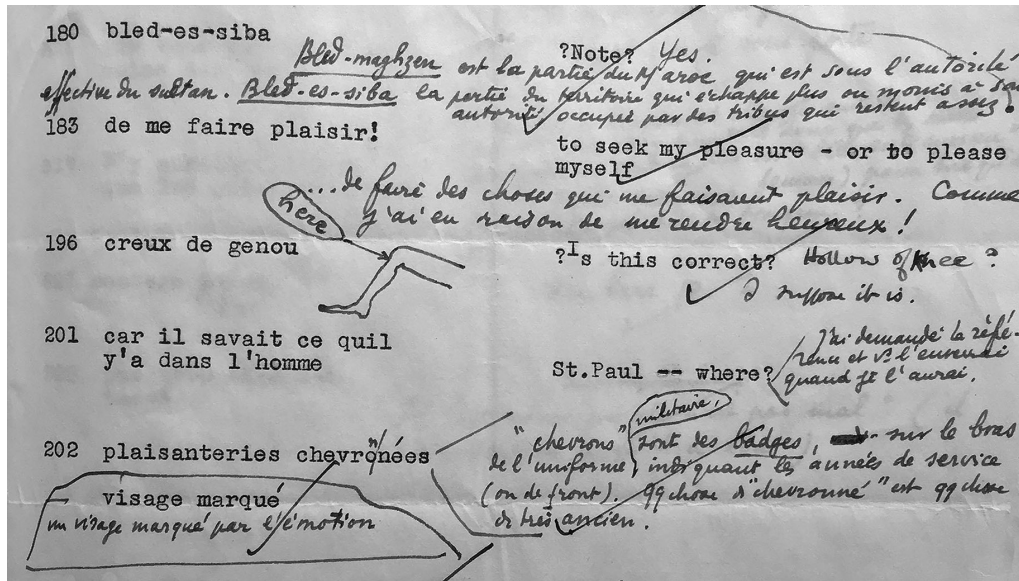 180 bled-es-siba
?Note? Yes.
Bled-maghzen est la partie du Maroc qui est sous l'autorité
effective du sultan. Bled-es-siba la partie du territoire qui échappe plus ou moins à son
autorité, occupée par des tribus qui restent assez
183 de me faire plaisir!
to seek my pleasure - or to please
myself
...de faire des choses qui me faisaient plaisir. Comme
j'ai eu raison de me rendre heureux!
here
196 creux de genou
?Is this correct? Hollow of knee?
I suppose it is.
201 car il savait ce quil
y'a dans l'homme
St.Paul -- where?
J'ai demandé la réfé-
rence et vs l'enverrai
quand je l'aurai.
militaire,
202 plaisanteries chevronnées
"chevrons" sont des badges, sur le bras
de l'uniforme, indiquant les années de service
(ou de front). qq chose d "chevronné" est qq chose
de très ancien.
visage marqué
un visage marqué par l'émotion